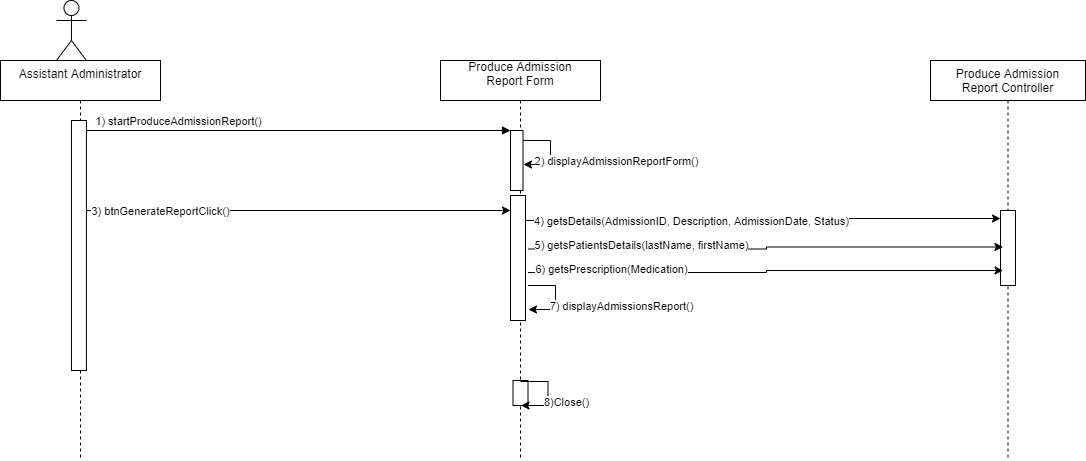 Assistant Administrator
Produce Admission
Report Form
Produce Admission
Report Controller
1) startProduceAdmissionReport()
2) displayAdmissionReportForm()
3) btnGenerateReportClick()
4) getsDetails(AdmissionID, Description, AdmissionDate, Status)
5) getsPatientsDetails(lastName, firstName)
6) getsPrescription(Medication)
7) displayAdmissionsReport()
8)Close()